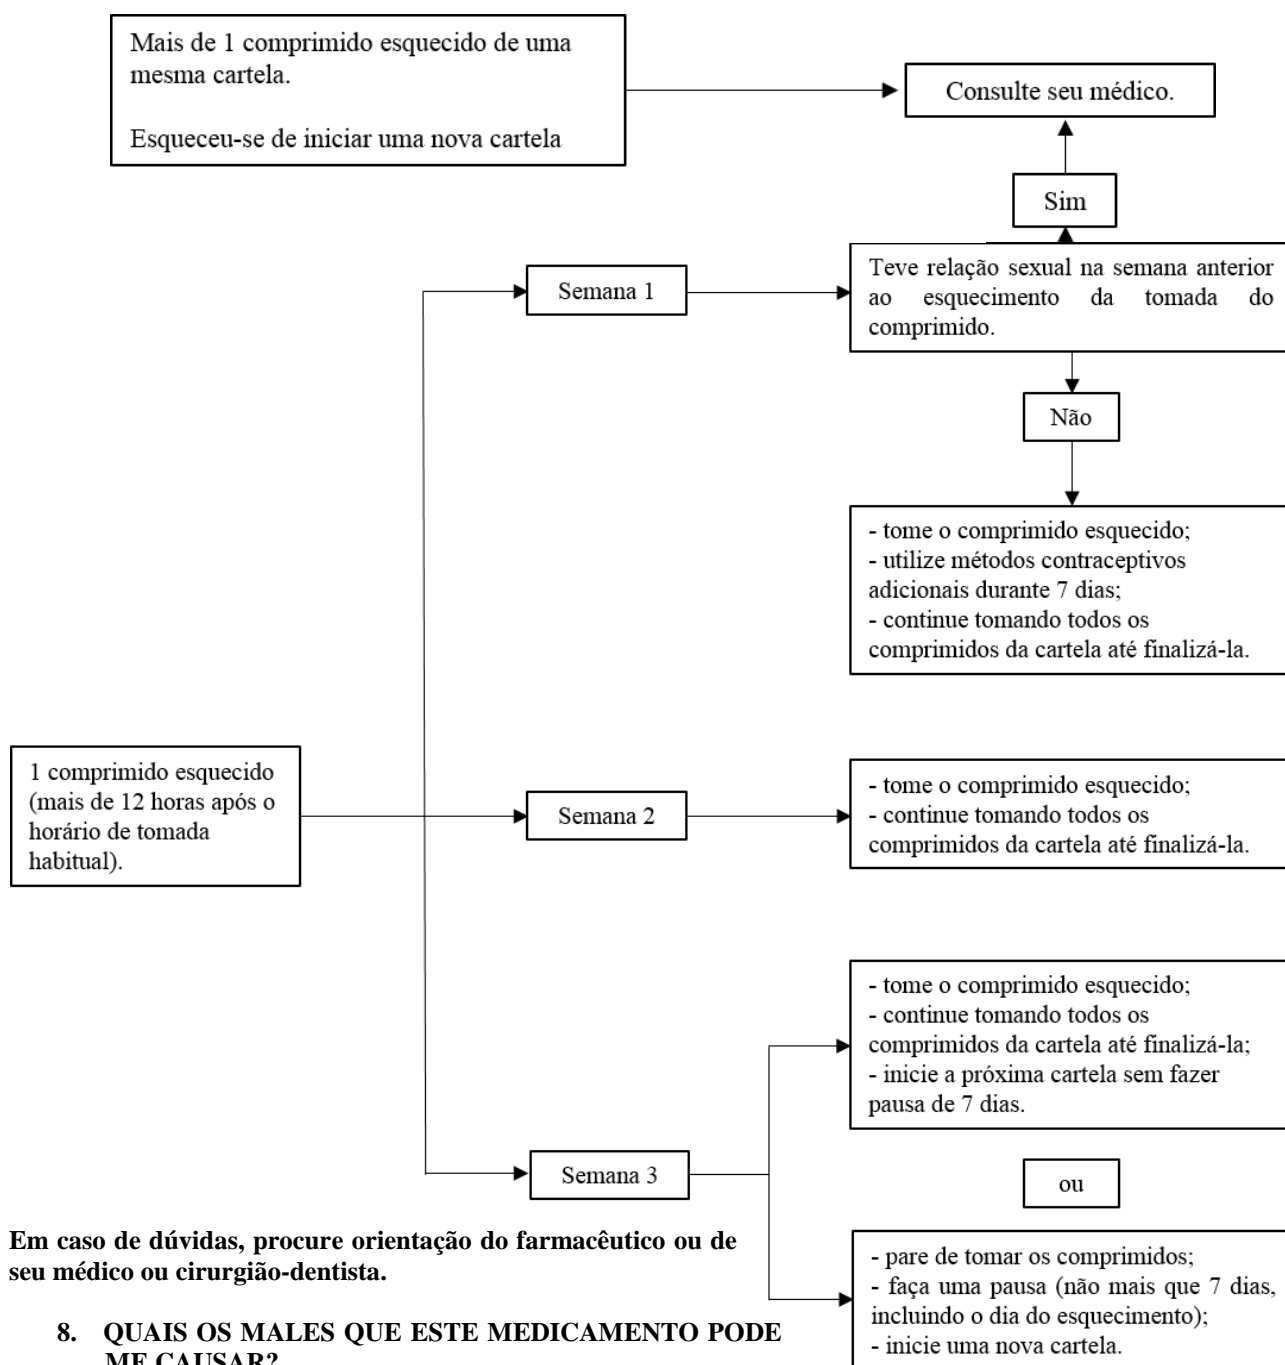 Mais de 1 comprimido esquecido de uma
mesma cartela.
Esqueceu-se de iniciar uma nova cartela
Consulte seu médico.
Sim
Semana 1
Teve relação sexual na semana anterior
ao esquecimento da tomada do
comprimido.
Não
- tome o comprimido esquecido;
- utilize métodos contraceptivos
adicionais durante 7 dias;
- continue tomando todos os
comprimidos da cartela até finalizá-la.
1 comprimido esquecido
(mais de 12 horas após o
horário de tomada
habitual).
Semana 2
- tome o comprimido esquecido;
- continue tomando todos os
comprimidos da cartela até finalizá-la.
Semana 3
- tome o comprimido esquecido;
- continue tomando todos os
comprimidos da cartela até finalizá-la;
- inicie a próxima cartela sem fazer
pausa de 7 dias.
ou
- pare de tomar os comprimidos;
- faça uma pausa (não mais que 7 dias,
incluindo o dia do esquecimento);
- inicie uma nova cartela.
Em caso de dúvidas, procure orientação do farmacêutico ou de
seu médico ou cirurgião-dentista.
8. QUAIS OS MALES QUE ESTE MEDICAMENTO PODE
ME CAUSAR?